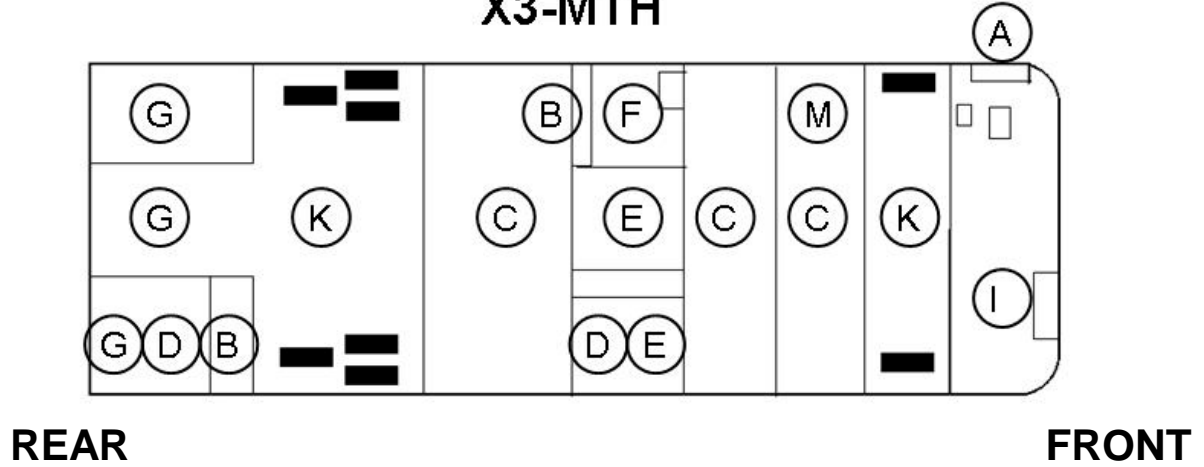 X3-MTH
A
G B F M
G K C E C C K
I
G D B D E
REAR FRONT